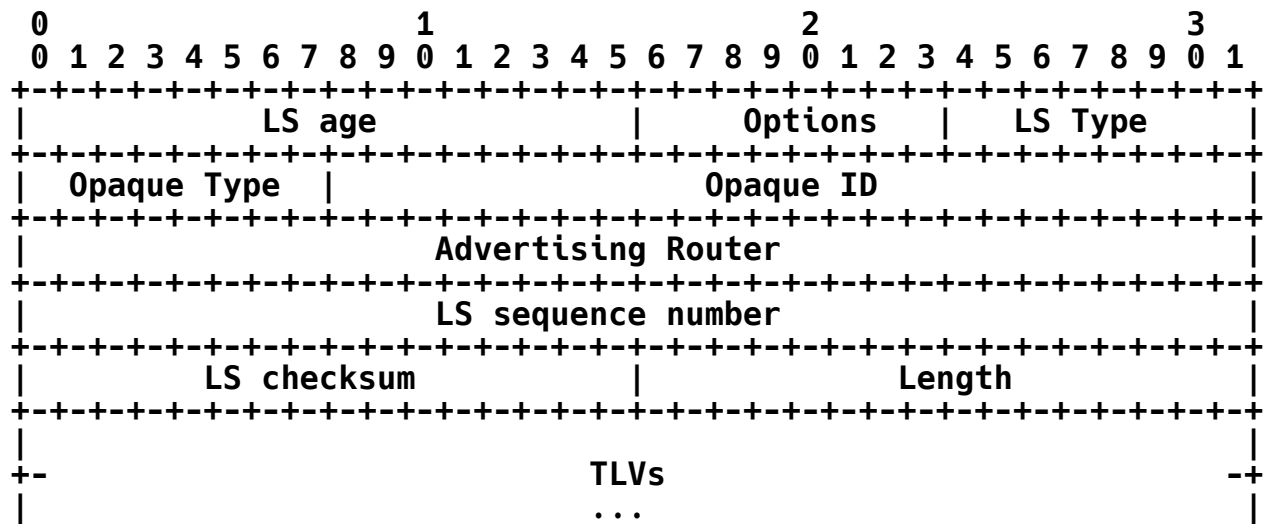 0                   1                   2                   3
 0 1 2 3 4 5 6 7 8 9 0 1 2 3 4 5 6 7 8 9 0 1 2 3 4 5 6 7 8 9 0 1
+-+-+-+-+-+-+-+-+-+-+-+-+-+-+-+-+-+-+-+-+-+-+-+-+-+-+-+-+-+-+-+-+
|            LS age             |     Options   |   LS Type     |
+-+-+-+-+-+-+-+-+-+-+-+-+-+-+-+-+-+-+-+-+-+-+-+-+-+-+-+-+-+-+-+-+
|  Opaque Type  |                   Opaque ID                   |
+-+-+-+-+-+-+-+-+-+-+-+-+-+-+-+-+-+-+-+-+-+-+-+-+-+-+-+-+-+-+-+-+
|                     Advertising Router                        |
+-+-+-+-+-+-+-+-+-+-+-+-+-+-+-+-+-+-+-+-+-+-+-+-+-+-+-+-+-+-+-+-+
|                     LS sequence number                        |
+-+-+-+-+-+-+-+-+-+-+-+-+-+-+-+-+-+-+-+-+-+-+-+-+-+-+-+-+-+-+-+-+
|         LS checksum           |             Length            |
+-+-+-+-+-+-+-+-+-+-+-+-+-+-+-+-+-+-+-+-+-+-+-+-+-+-+-+-+-+-+-+-+
|                                                               |
+-                            TLVs                             -+
|                             ...                               |